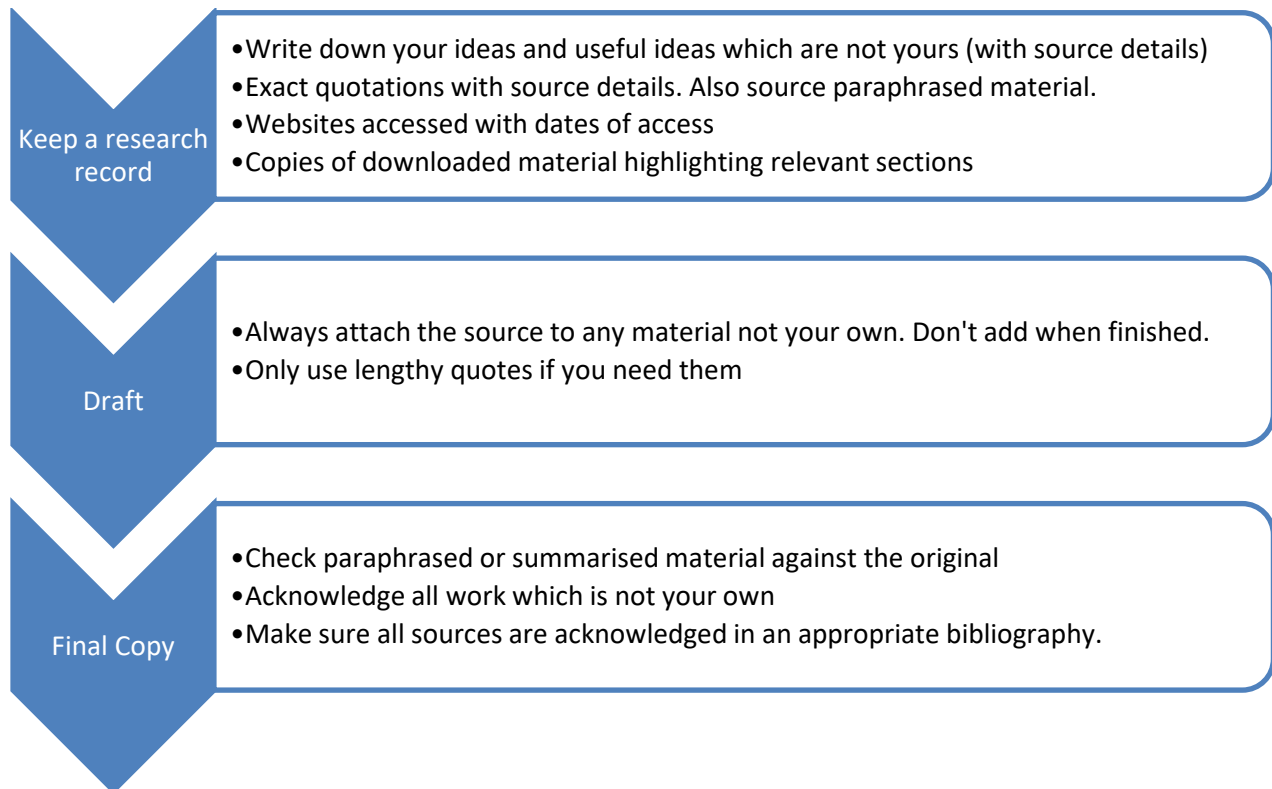 Keep a research
record
•Write down your ideas and useful ideas which are not yours (with source details)
•Exact quotations with source details. Also source paraphrased material.
•Websites accessed with dates of access
•Copies of downloaded material highlighting relevant sections
Draft
•Always attach the source to any material not your own. Don't add when finished.
•Only use lengthy quotes if you need them
Final Copy
•Check paraphrased or summarised material against the original
•Acknowledge all work which is not your own
•Make sure all sources are acknowledged in an appropriate bibliography.